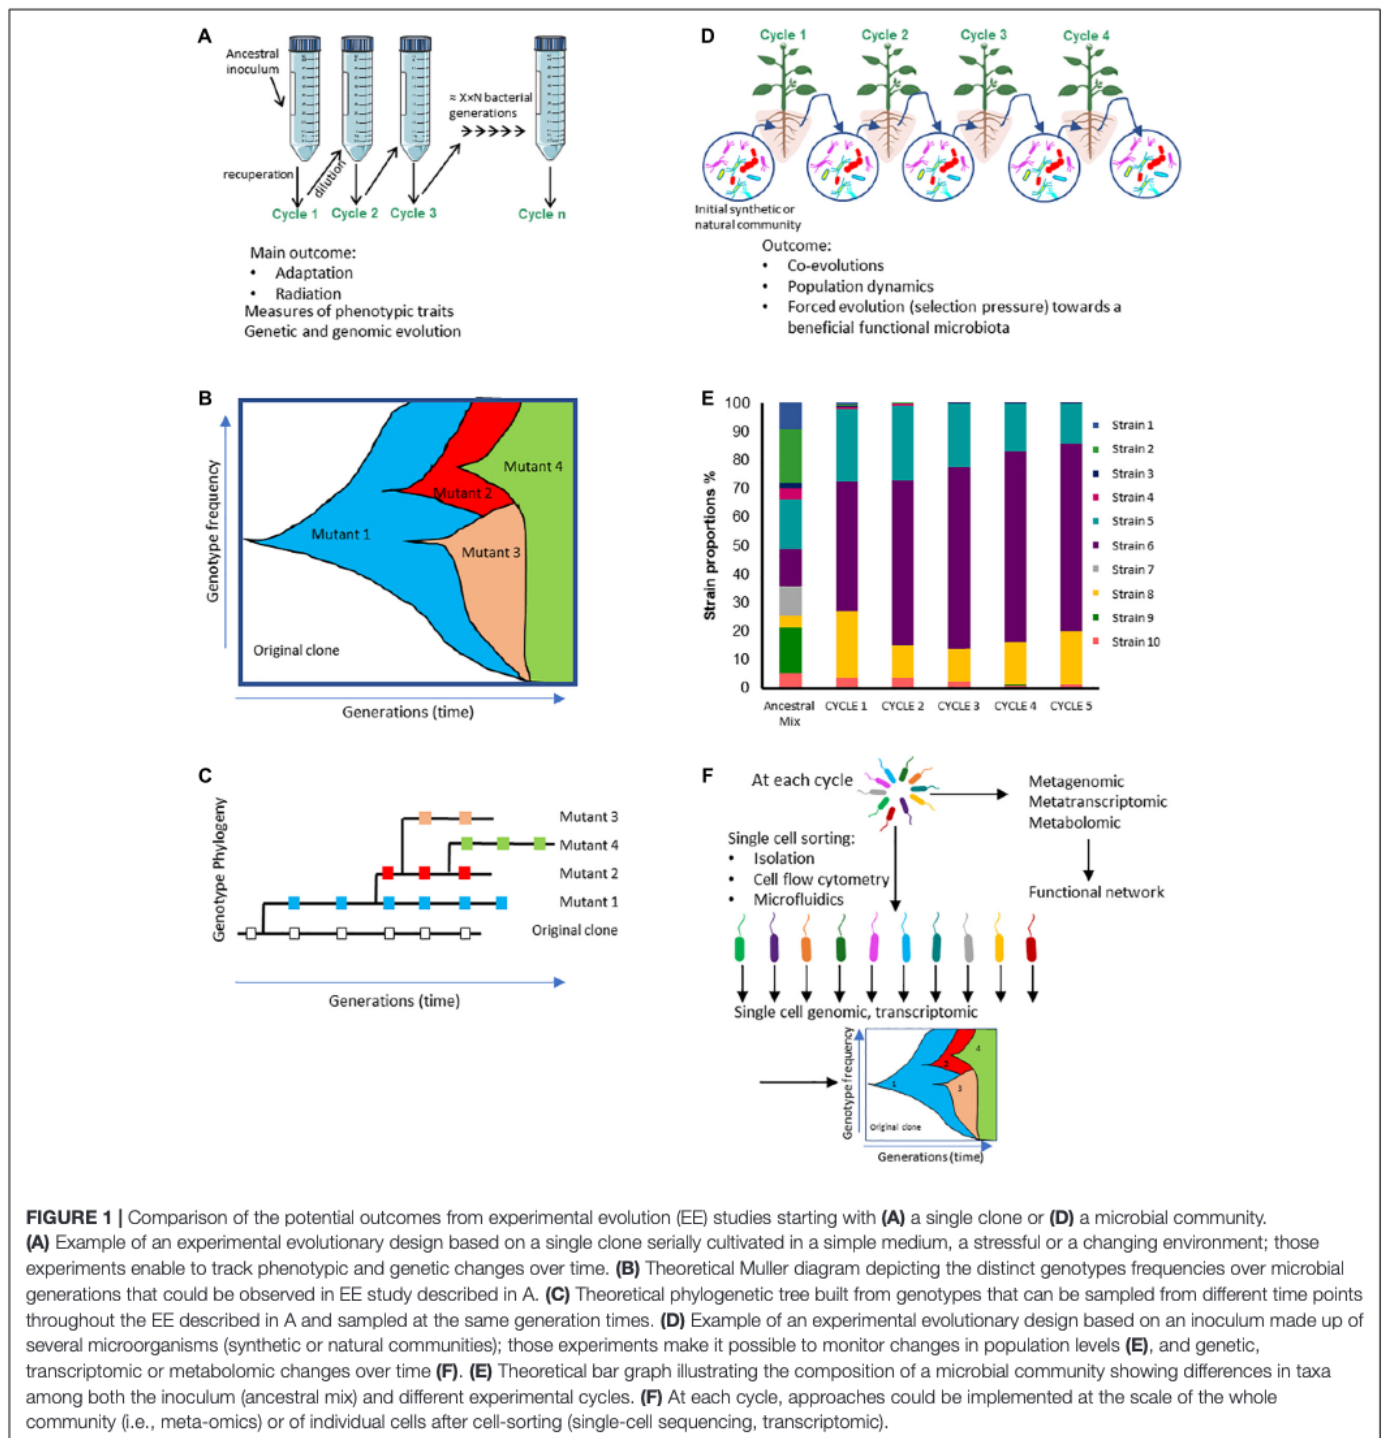 A
Ancestral
inoculum
≈ X×N bacterial
generations
recuperation
dilution
Cycle 1
Cycle 2
Cycle 3
Cycle n
Main outcome:
• Adaptation
• Radiation
Measures of phenotypic traits
Genetic and genomic evolution
D
Cycle 1
Cycle 2
Cycle 3
Cycle 4
Initial synthetic or
natural community
Outcome:
• Co-evolutions
• Population dynamics
• Forced evolution (selection pressure) towards a
beneficial functional microbiota
B
Genotype frequency
Mutant 1
Mutant 2
Mutant 3
Mutant 4
Original clone
Generations (time)
E
Strain proportions %
100
90
80
70
60
50
40
30
20
10
0
Ancestral
Mix
CYCLE 1
CYCLE 2
CYCLE 3
CYCLE 4
CYCLE 5
Strain 1
Strain 2
Strain 3
Strain 4
Strain 5
Strain 6
Strain 7
Strain 8
Strain 9
Strain 10
C
Genotype Phylogeny
Mutant 3
Mutant 4
Mutant 2
Mutant 1
Original clone
Generations (time)
F
At each cycle
Metagenomic
Metatranscriptomic
Metabolomic
Functional network
Single cell sorting:
• Isolation
• Cell flow cytometry
• Microfluidics
Single cell genomic, transcriptomic
Genotype frequency
1
2
3
4
Original clone
Generations (time)
FIGURE 1 | Comparison of the potential outcomes from experimental evolution (EE) studies starting with (A) a single clone or (D) a microbial community.
(A) Example of an experimental evolutionary design based on a single clone serially cultivated in a simple medium, a stressful or a changing environment; those
experiments enable to track phenotypic and genetic changes over time. (B) Theoretical Muller diagram depicting the distinct genotypes frequencies over microbial
generations that could be observed in EE study described in A. (C) Theoretical phylogenetic tree built from genotypes that can be sampled from different time points
throughout the EE described in A and sampled at the same generation times. (D) Example of an experimental evolutionary design based on an inoculum made up of
several microorganisms (synthetic or natural communities); those experiments make it possible to monitor changes in population levels (E), and genetic,
transcriptomic or metabolomic changes over time (F). (E) Theoretical bar graph illustrating the composition of a microbial community showing differences in taxa
among both the inoculum (ancestral mix) and different experimental cycles. (F) At each cycle, approaches could be implemented at the scale of the whole
community (i.e., meta-omics) or of individual cells after cell-sorting (single-cell sequencing, transcriptomic).